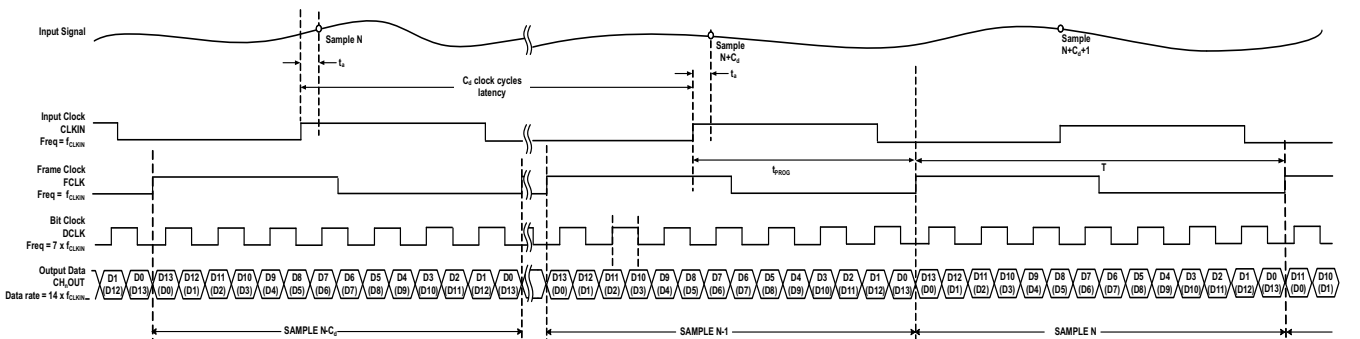 Input Signal
Sample N
Sample
N+Cd
Sample
N+Cd+1
ta
ta
Cd clock cycles
latency
Input Clock
CLKIN
Freq = fCLKIN
tPROG
T
Frame Clock
FCLK
Freq = fCLKIN
Bit Clock
DCLK
Freq = 7 x fCLKIN
Output Data
CHnOUT
Data rate = 14 x fCLKIN
D1 D0 D13 D12 D11 D10 D9 D8 D7 D6 D5 D4 D3 D2 D1 D0 D13 D12 D11 D10 D9 D8 D7 D6 D5 D4 D3 D2 D1 D0 D13 D12 D11 D10 D9 D8 D7 D6 D5 D4 D3 D2 D1 D0 D11 D10
(D12) (D13) (D0) (D1) (D2) (D3) (D4) (D5) (D6) (D7) (D8) (D9) (D10) (D11) (D12) (D13) (D0) (D1) (D2) (D3) (D4) (D5) (D6) (D7) (D8) (D9) (D10) (D11) (D12) (D13) (D0) (D1) (D2) (D3) (D4) (D5) (D6) (D7) (D8) (D9) (D10) (D11) (D12) (D13) (D0) (D1)
SAMPLE N-Cd
SAMPLE N-1
SAMPLE N